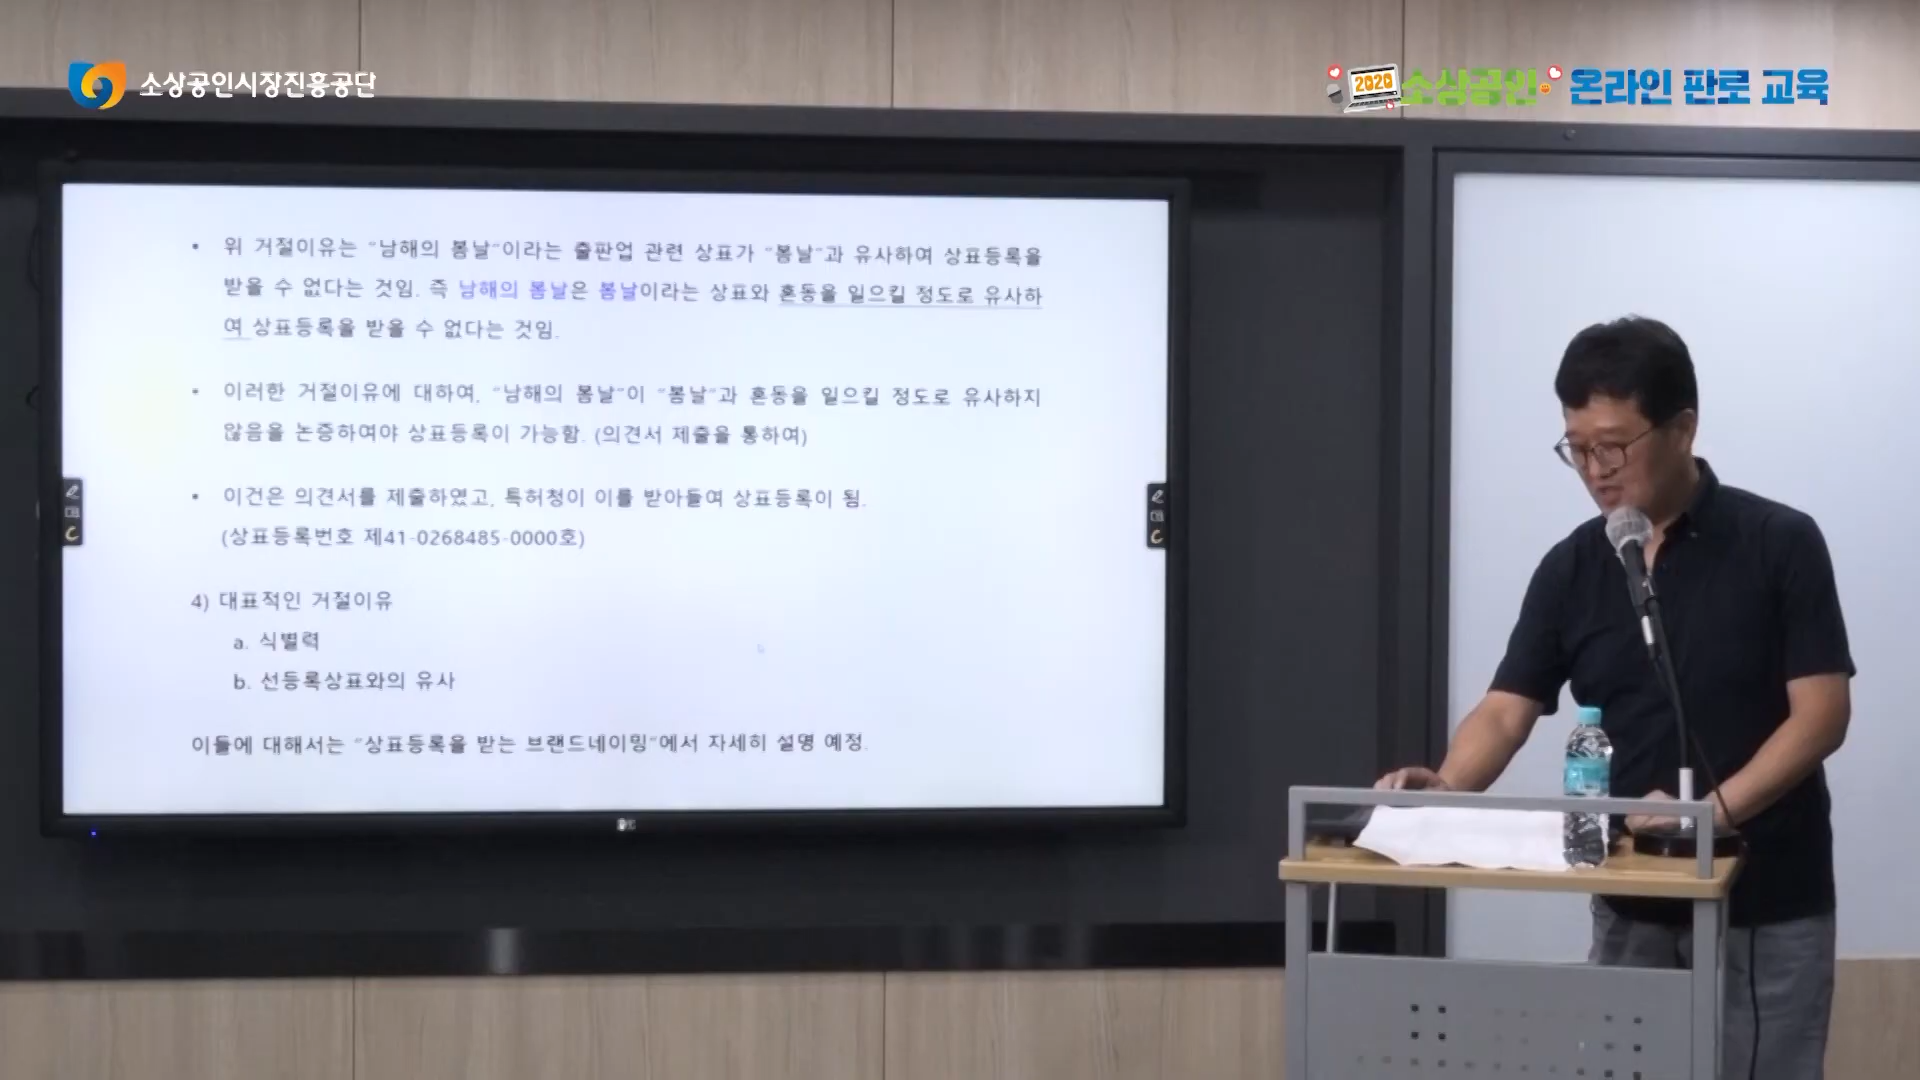 소상공인시장진흥공단
2020 소상공인 온라인 판로 교육
• 위 거절이유는 "남해의 봄날"이라는 출판업 관련 상표가 "봄날"과 유사하여 상표등록을
받을 수 없다는 것임. 즉 남해의 봄날은 봄날이라는 상표와 혼동을 일으킬 정도로 유사하
여 상표등록을 받을 수 없다는 것임.
• 이러한 거절이유에 대하여, "남해의 봄날"이 "봄날"과 혼동을 일으킬 정도로 유사하지
않음을 논증하여야 상표등록이 가능함. (의견서 제출을 통하여)
• 이건은 의견서를 제출하였고, 특허청이 이를 받아들여 상표등록이 됨.
(상표등록번호 제41-0268485-0000호)
4) 대표적인 거절이유
a. 식별력
b. 선등록상표와의 유사
이들에 대해서는 "상표등록을 받는 브랜드네이밍"에서 자세히 설명 예정.